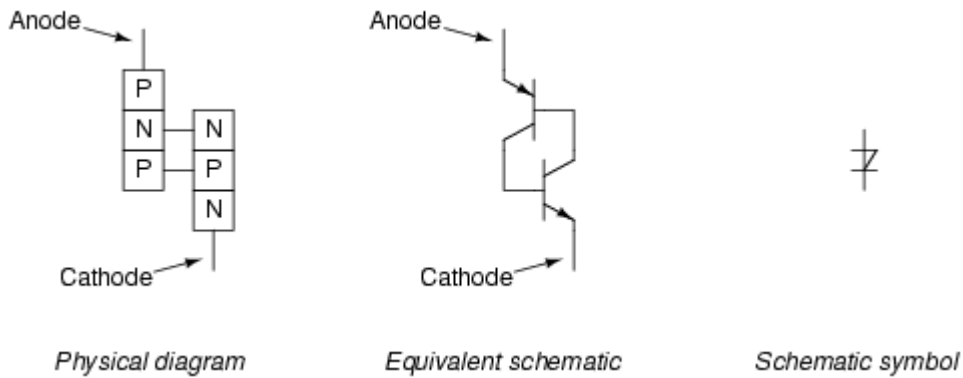 Anode
P
N
N
P
P
N
Cathode
Physical diagram
Anode
Cathode
Equivalent schematic
Schematic symbol